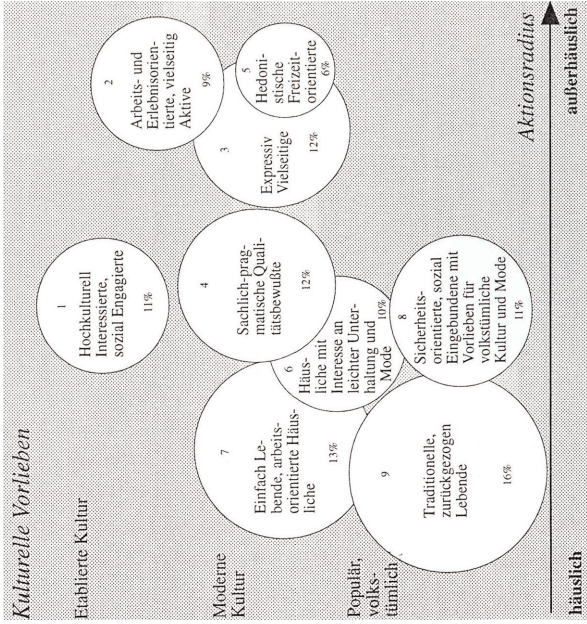 Kulturelle Vorlieben
Etablierte Kultur
Moderne
Kultur
Populär,
volks-
tümlich
1
Hochkulturell
Interessierte,
sozial Engagierte
11%
2
Arbeits- und
Erlebnisorien-
tierte, vielseitig
Aktive
9%
3
Expressiv
Vielseitige
12%
4
Sachlich-prag-
matische Quali-
tätsbewußte
12%
5
Hedoni-
stische
Freizeit-
orientierte
6%
6
Häus-
liche mit
Interesse an
leichter Unter-
haltung und
Mode
10%
7
Einfach Le-
bende, arbeits-
orientierte Häus-
liche
13%
8
Sicherheits-
orientierte, sozial
Eingebundene mit
Vorlieben für
volkstümliche
Kultur und Mode
11%
9
Traditionelle,
zurückgezogen
Lebende
16%
Aktionsradius
häuslich
außerhäuslich